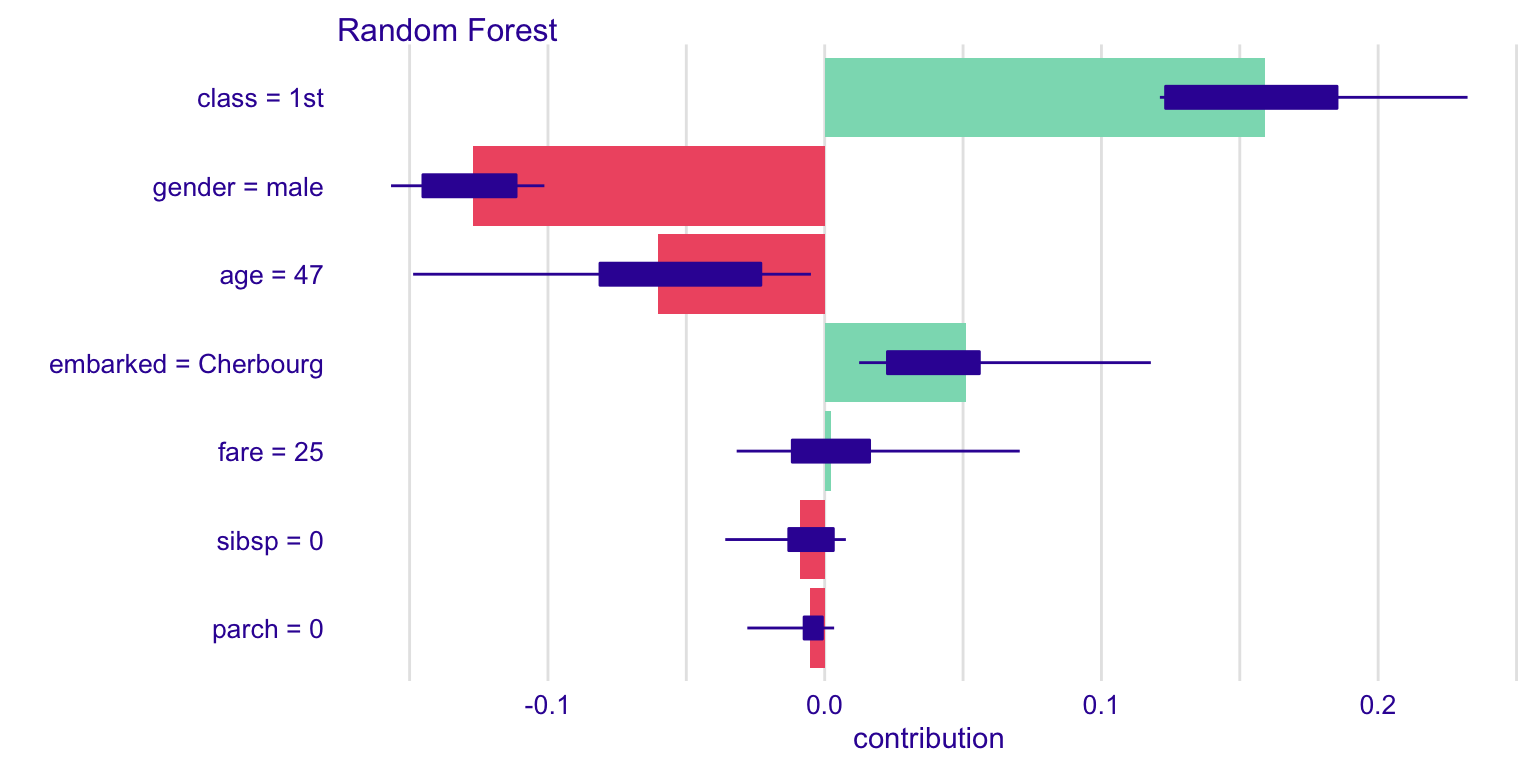 Random Forest
class = 1st
gender = male
age = 47
embarked = Cherbourg
fare = 25
sibsp = 0
parch = 0
-0.1 0.0 0.1 0.2
contribution